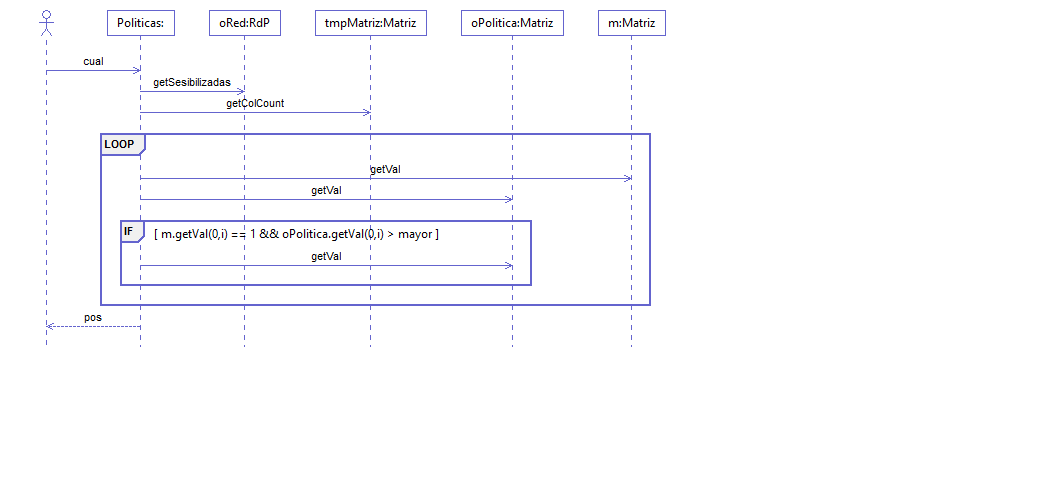 Politicas:
oRed:RdP
tmpMatriz:Matriz
oPolitica:Matriz
m:Matriz
cual
getSesibilizadas
getColCount
LOOP
getVal
getVal
IF
[ m.getVal(0,i) == 1 && oPolitica.getVal(0,i) > mayor ]
getVal
pos